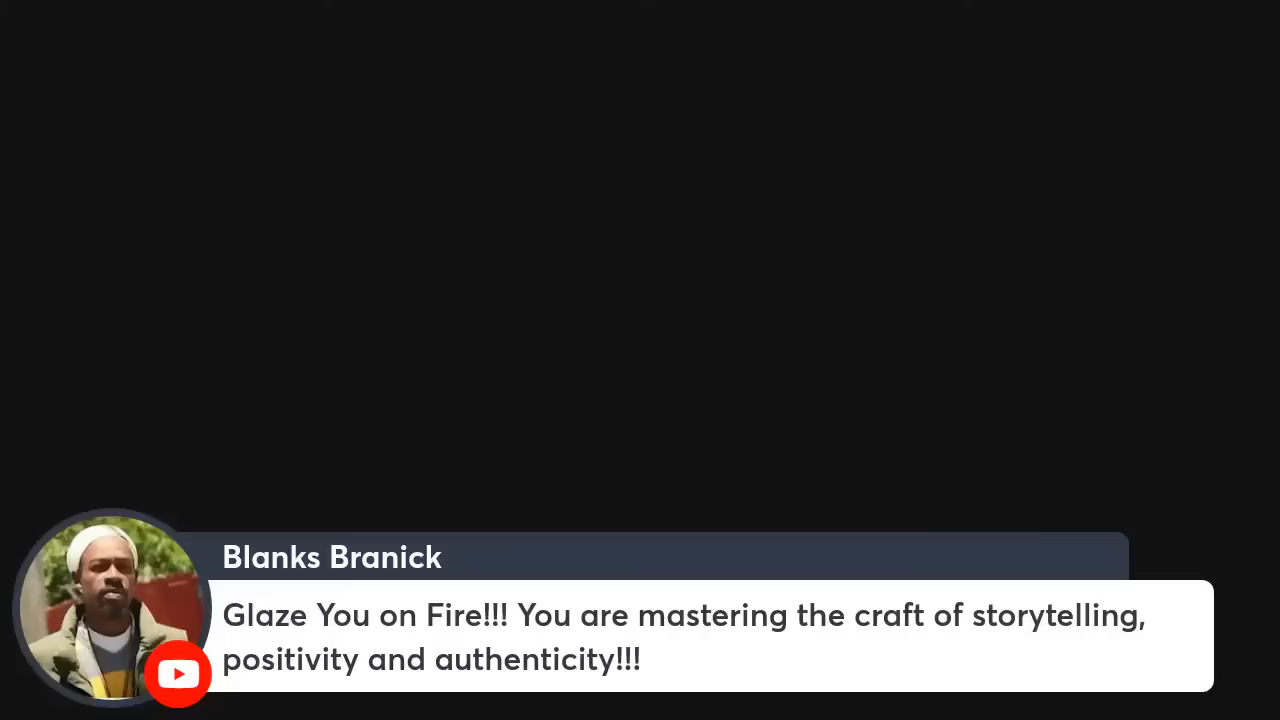 Blanks Branick
Glaze You on Fire!!! You are mastering the craft of storytelling,
positivity and authenticity!!!